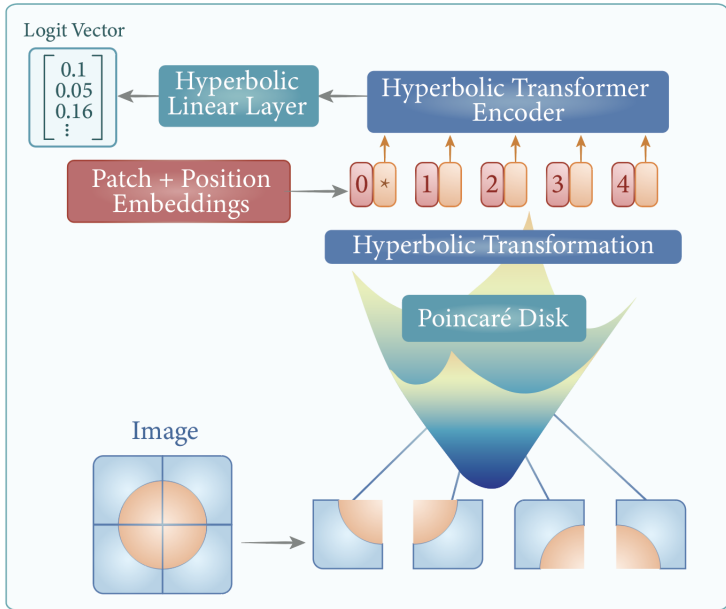 Logit Vector
0.1
0.05
0.16
⋮
Hyperbolic
Linear Layer
Hyperbolic Transformer
Encoder
Patch + Position
Embeddings
0 * 1 2 3 4
Hyperbolic Transformation
Poincaré Disk
Image